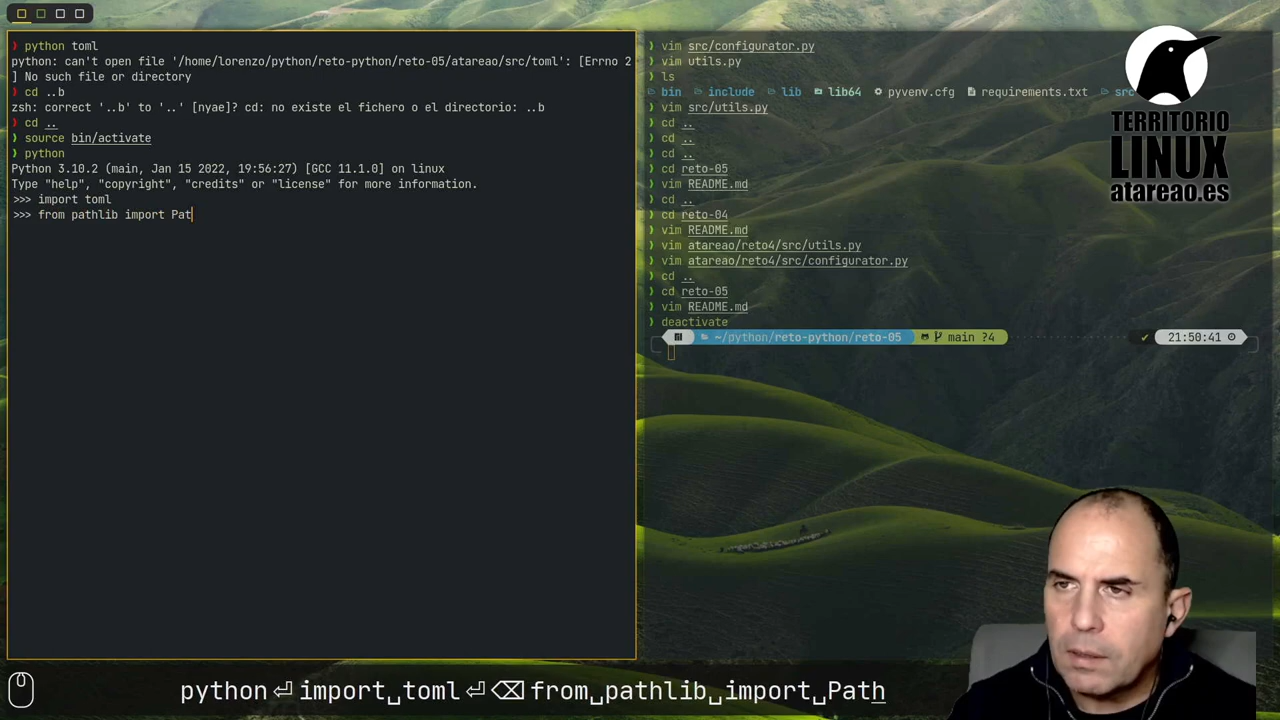 ❯ python toml
python: can't open file '/home/lorenzo/python/reto-python/reto-05/atareao/src/toml': [Errno 2
] No such file or directory
❯ cd ..b
zsh: correct '..b' to '..' [nyae]? cd: no existe el fichero o el directorio: ..b
❯ cd ..
❯ source bin/activate
❯ python
Python 3.10.2 (main, Jan 15 2022, 19:56:27) [GCC 11.1.0] on linux
Type "help", "copyright", "credits" or "license" for more information.
>>> import toml
>>> from pathlib import Pat
❯ vim src/configurator.py
❯ vim utils.py
❯ ls
bin include lib lib64 pyvenv.cfg requirements.txt src
❯ vim src/utils.py
❯ cd ..
❯ cd ..
❯ cd ..
❯ cd reto-05
❯ vim README.md
❯ cd ..
❯ cd reto-04
❯ vim README.md
❯ vim atareao/reto4/src/utils.py
❯ vim atareao/reto4/src/configurator.py
❯ cd ..
❯ cd reto-05
❯ vim README.md
❯ deactivate
~/python/reto-python/reto-05 main ?4 ✔ 21:50:41
TERRITORIO
LINUX
atareao.es
python⏎import␣toml⏎⌫from␣pathlib␣import␣Path